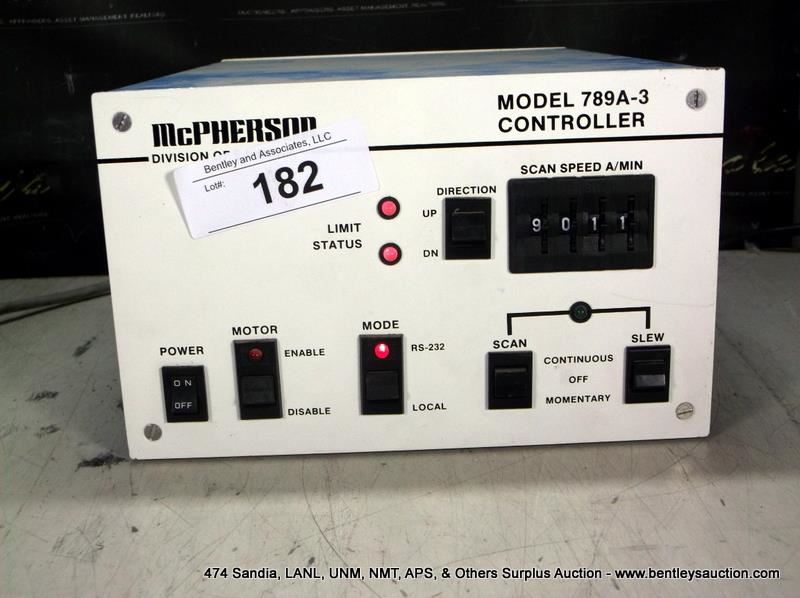 McPHERSON
DIVISION OF
Bentley and Associates, LLC
Lot#: 182
MODEL 789A-3
CONTROLLER
SCAN SPEED A/MIN
9 0 1 1
DIRECTION
UP
DN
LIMIT
STATUS
POWER
ON
OFF
MOTOR
ENABLE
DISABLE
MODE
RS-232
LOCAL
SCAN
SLEW
CONTINUOUS
OFF
MOMENTARY
474 Sandia, LANL, UNM, NMT, APS, & Others Surplus Auction - www.bentleysauction.com